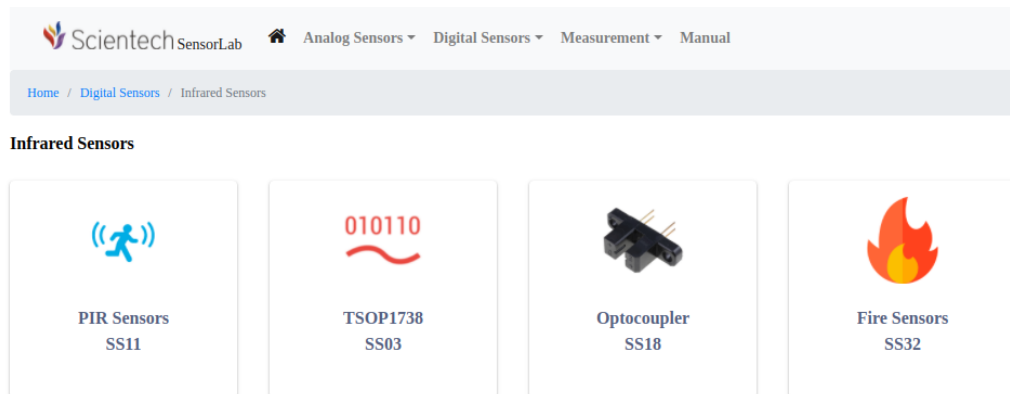 Scientech SensorLab Analog Sensors Digital Sensors Measurement Manual
Home / Digital Sensors / Infrared Sensors
Infrared Sensors
010110
PIR Sensors
SS11
TSOP1738
SS03
Optocoupler
SS18
Fire Sensors
SS32